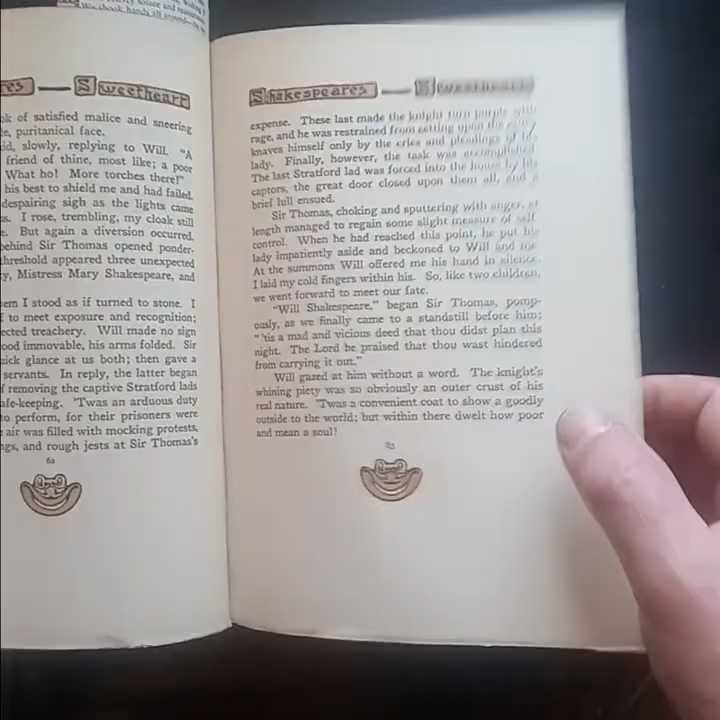 We shook hands all around
res — Sweetheart
ok of satisfied malice and sneering
le, puritanical face.
id, slowly, replying to Will. "A
friend of thine, most like; a poor
What ho! More torches there!"
his best to shield me and had failed.
despairing sigh as the lights came
s. I rose, trembling, my cloak still
e. But again a diversion occurred.
behind Sir Thomas opened ponder-
threshold appeared three unexpected
y, Mistress Mary Shakespeare, and
em I stood as if turned to stone. I
f to meet exposure and recognition;
ected treachery. Will made no sign
ood immovable, his arms folded. Sir
uick glance at us both; then gave a
servants. In reply, the latter began
f removing the captive Stratford lads
afe-keeping. 'Twas an arduous duty
to perform, for their prisoners were
e air was filled with mocking protests,
ngs, and rough jests at Sir Thomas's
62
Shakespeares — Sweetheart
expense. These last made the knight turn purple with
rage, and he was restrained from setting upon the
knaves himself only by the cries and pleadings of his
lady. Finally, however, the task was accomplished
The last Stratford lad was forced into the house by his
captors, the great door closed upon them all, and a
brief lull ensued.
Sir Thomas, choking and sputtering with anger, at
length managed to regain some slight measure of self
control. When he had reached this point, he put his
lady impatiently aside and beckoned to Will and me
At the summons Will offered me his hand in silence.
I laid my cold fingers within his. So, like two children,
we went forward to meet our fate.
"Will Shakespeare," began Sir Thomas, pomp-
ously, as we finally came to a standstill before him;
"'tis a mad and vicious deed that thou didst plan this
night. The Lord be praised that thou wast hindered
from carrying it out."
Will gazed at him without a word. The knight's
whining piety was so obviously an outer crust of his
real nature. 'Twas a convenient coat to show a goodly
outside to the world; but within there dwelt how poor
and mean a soul!
63